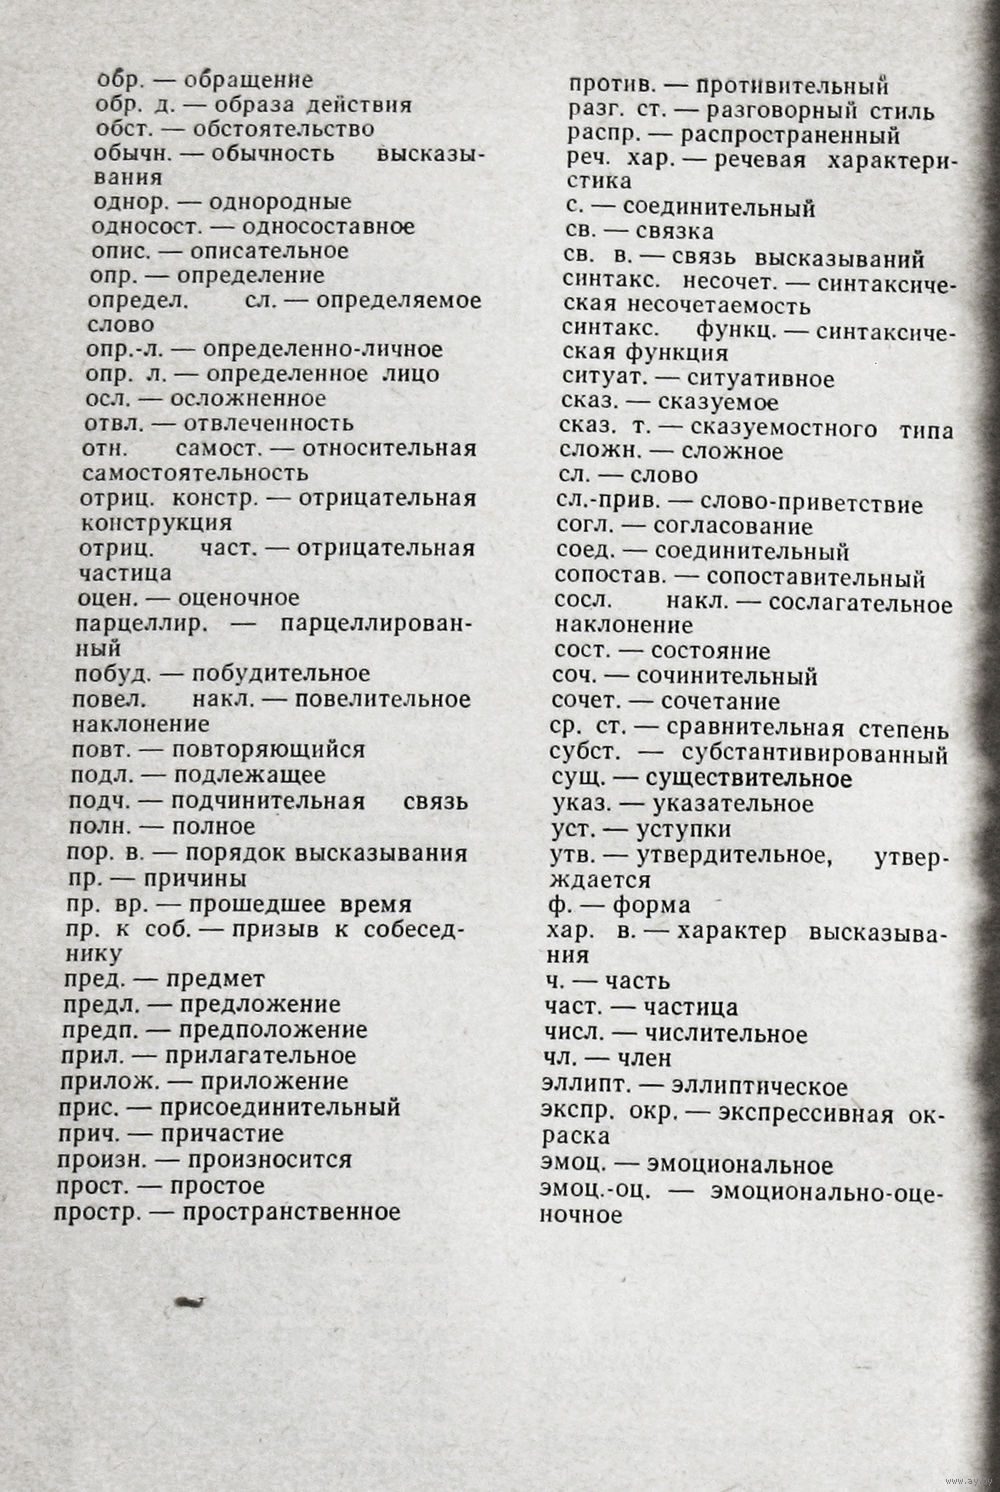 обр. — обращение
обр. д. — образа действия
обст. — обстоятельство
обычн. — обычность высказы-
вания
однор. — однородные
односост. — односоставное
опис. — описательное
опр. — определение
определ. сл. — определяемое
слово
опр.-л. — определенно-личное
опр. л. — определенное лицо
осл. — осложненное
отвл. — отвлеченность
отн. самост. — относительная
самостоятельность
отриц. констр. — отрицательная
конструкция
отриц. част. — отрицательная
частица
оцен. — оценочное
парцеллир. — парцеллирован-
ный
побуд. — побудительное
повел. накл. — повелительное
наклонение
повт. — повторяющийся
подл. — подлежащее
подч. — подчинительная связь
полн. — полное
пор. в. — порядок высказывания
пр. — причины
пр. вр. — прошедшее время
пр. к соб. — призыв к собесед-
нику
пред. — предмет
предл. — предложение
предп. — предположение
прил. — прилагательное
прилож. — приложение
прис. — присоединительный
прич. — причастие
произн. — произносится
прост. — простое
простр. — пространственное
против. — противительный
разг. ст. — разговорный стиль
распр. — распространенный
реч. хар. — речевая характери-
стика
с. — соединительный
св. — связка
св. в. — связь высказываний
синтакс. несочет. — синтаксиче-
ская несочетаемость
синтакс. функц. — синтаксиче-
ская функция
ситуат. — ситуативное
сказ. — сказуемое
сказ. т. — сказуемостного типа
сложн. — сложное
сл. — слово
сл.-прив. — слово-приветствие
согл. — согласование
соед. — соединительный
сопостав. — сопоставительный
сосл. накл. — сослагательное
наклонение
сост. — состояние
соч. — сочинительный
сочет. — сочетание
ср. ст. — сравнительная степень
субст. — субстантивированный
сущ. — существительное
указ. — указательное
уст. — уступки
утв. — утвердительное, утвер-
ждается
ф. — форма
хар. в. — характер высказыва-
ния
ч. — часть
част. — частица
числ. — числительное
чл. — член
эллипт. — эллиптическое
экспр. окр. — экспрессивная ок-
раска
эмоц. — эмоциональное
эмоц.-оц. — эмоционально-оце-
ночное